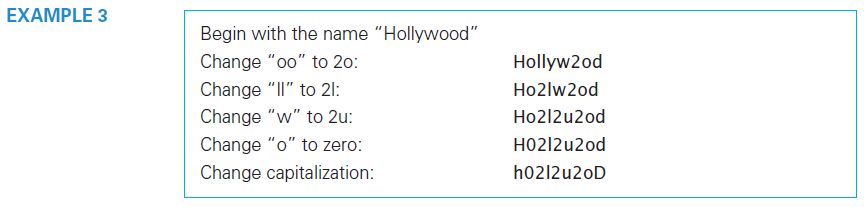 EXAMPLE 3
Begin with the name “Hollywood”
Change “oo” to 2o: Hollyw2od
Change “ll” to 2l: Ho2lw2od
Change “w” to 2u: Ho2l2u2od
Change “o” to zero: H02l2u2od
Change capitalization: h02l2u2oD